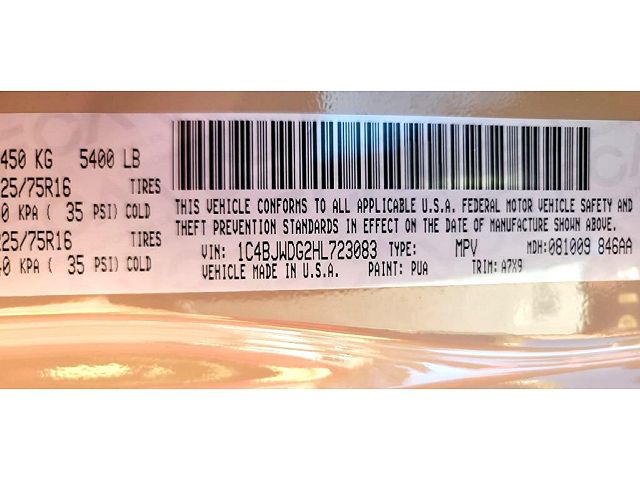 450 KG 5400 LB
25/75R16 TIRES
0 KPA ( 35 PSI) COLD
225/75R16 TIRES
40 KPA ( 35 PSI) COLD
THIS VEHICLE CONFORMS TO ALL APPLICABLE U.S.A. FEDERAL MOTOR VEHICLE SAFETY AND
THEFT PREVENTION STANDARDS IN EFFECT ON THE DATE OF MANUFACTURE SHOWN ABOVE.
VIN: 1C4BJWDG2HL723083 TYPE: MPV MDH: 081009 846AA
VEHICLE MADE IN U.S.A. PAINT: PUA TRIM: A7X9